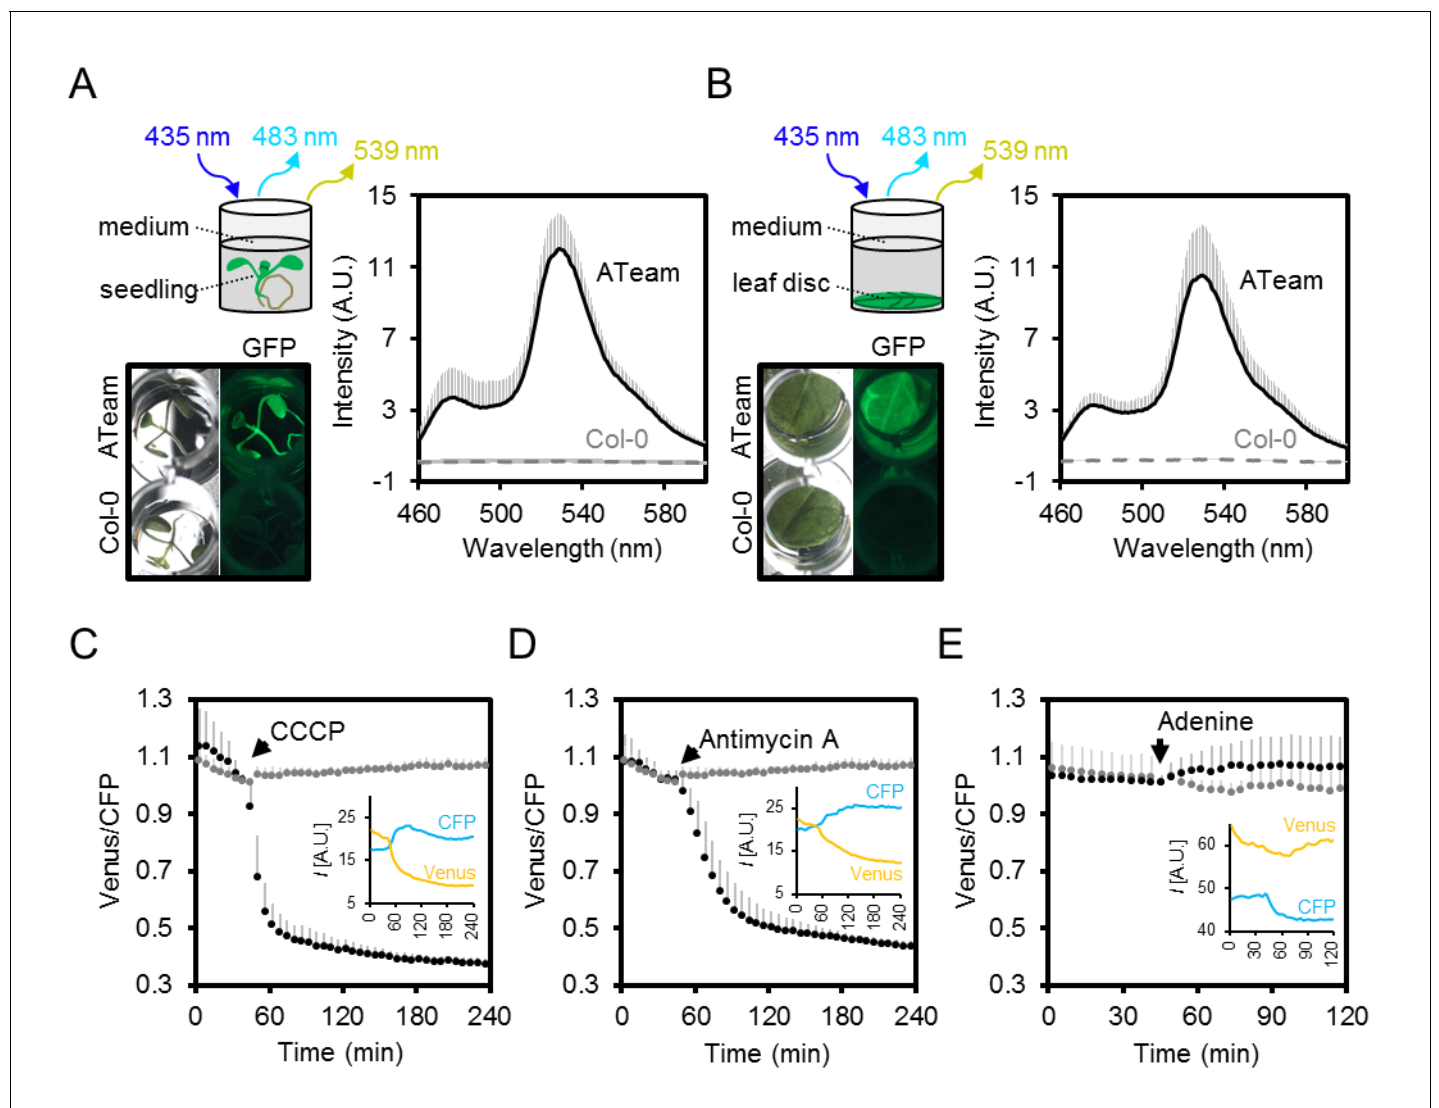 A
435 nm
483 nm
539 nm
medium
seedling
GFP
ATeam
Col-0
15
11
7
3
-1
Intensity (A.U.)
ATeam
Col-0
460
500
540
580
Wavelength (nm)
B
435 nm
483 nm
539 nm
medium
leaf disc
GFP
ATeam
Col-0
15
11
7
3
-1
Intensity (A.U.)
ATeam
Col-0
460
500
540
580
Wavelength (nm)
C
1.3
1.1
0.9
0.7
0.5
0.3
Venus/CFP
CCCP
25
15
5
I [A.U.]
CFP
Venus
0
60
120
180
240
0
60
120
180
240
Time (min)
D
1.3
1.1
0.9
0.7
0.5
0.3
Venus/CFP
Antimycin A
25
15
5
I [A.U.]
CFP
Venus
0
60
120
180
240
0
60
120
180
240
Time (min)
E
1.3
1.1
0.9
0.7
0.5
0.3
Venus/CFP
Adenine
60
50
40
I [A.U.]
Venus
CFP
0
30
60
90
120
0
30
60
90
120
Time (min)